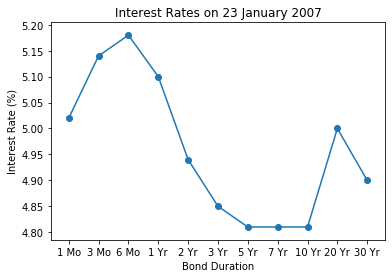 Interest Rates on 23 January 2007
Interest Rate (%)
5.20
5.15
5.10
5.05
5.00
4.95
4.90
4.85
4.80
1 Mo 3 Mo 6 Mo 1 Yr 2 Yr 3 Yr 5 Yr 7 Yr 10 Yr 20 Yr 30 Yr
Bond Duration